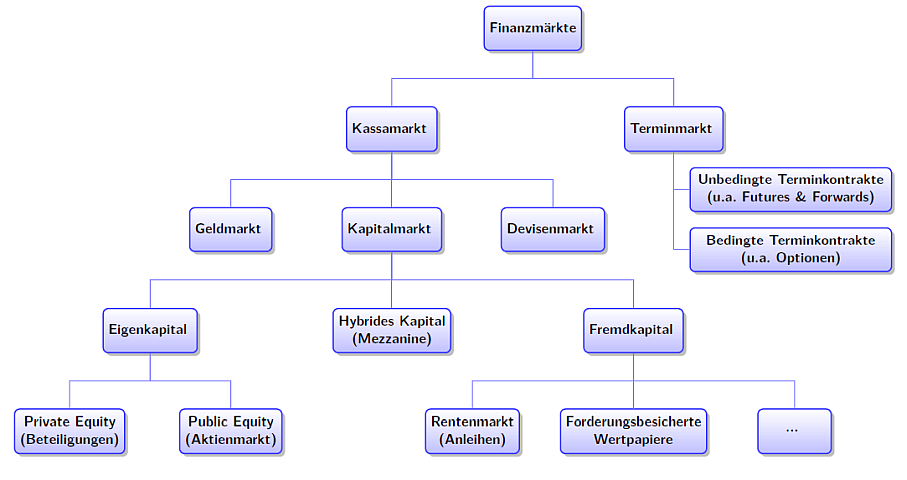 Finanzmärkte
Kassamarkt
Terminmarkt
Unbedingte Terminkontrakte
(u.a. Futures & Forwards)
Geldmarkt
Kapitalmarkt
Devisenmarkt
Bedingte Terminkontrakte
(u.a. Optionen)
Eigenkapital
Hybrides Kapital
(Mezzanine)
Fremdkapital
Private Equity
(Beteiligungen)
Public Equity
(Aktienmarkt)
Rentenmarkt
(Anleihen)
Forderungsbesicherte
Wertpapiere
...